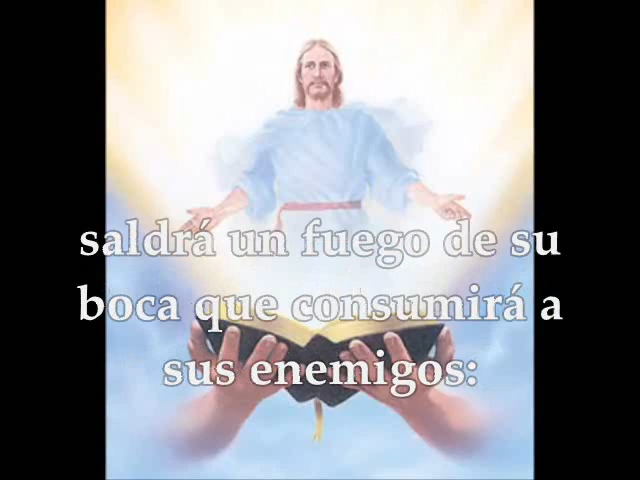 saldrá un fuego de su
boca que consumirá a
sus enemigos: